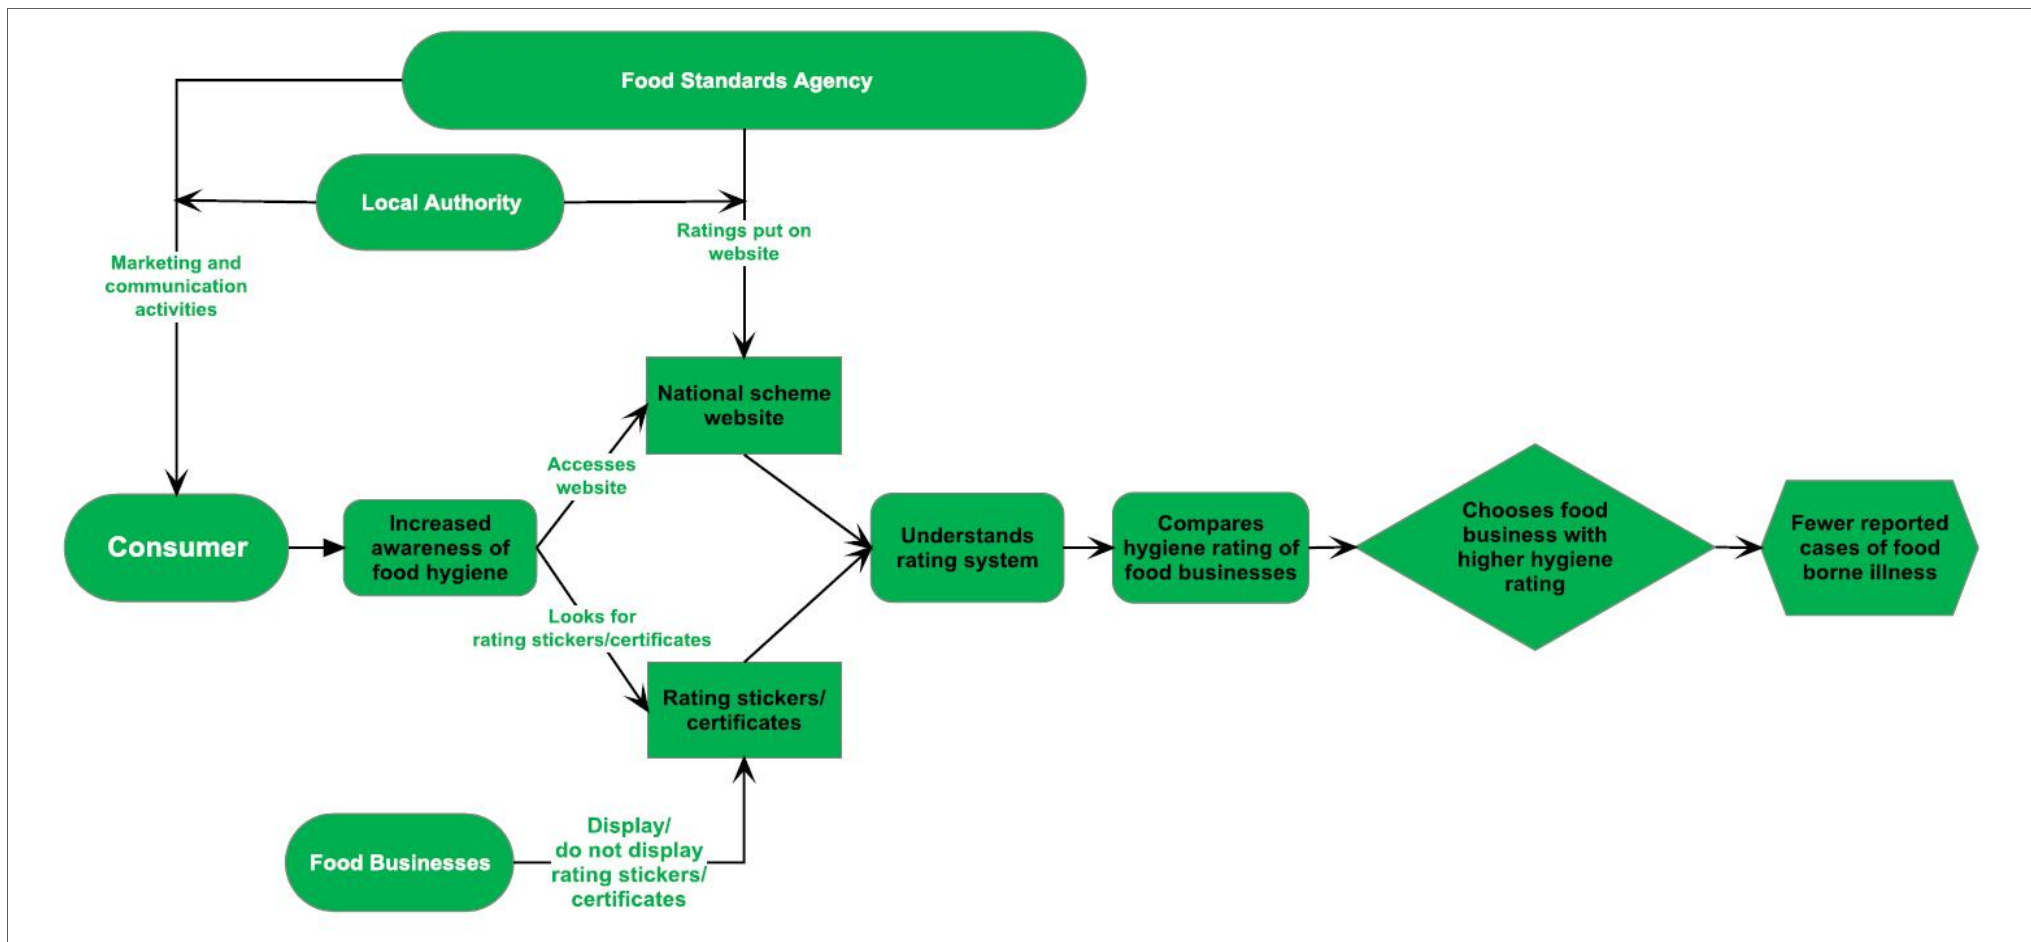 Food Standards Agency
Local Authority
Ratings put on
website
Marketing and
communication
activities
National scheme
website
Accesses
website
Consumer
Increased
awareness of
food hygiene
Understands
rating system
Compares
hygiene rating of
food businesses
Chooses food
business with
higher hygiene
rating
Fewer reported
cases of food
borne illness
Looks for
rating stickers/certificates
Rating stickers/
certificates
Food Businesses
Display/
do not display
rating stickers/
certificates